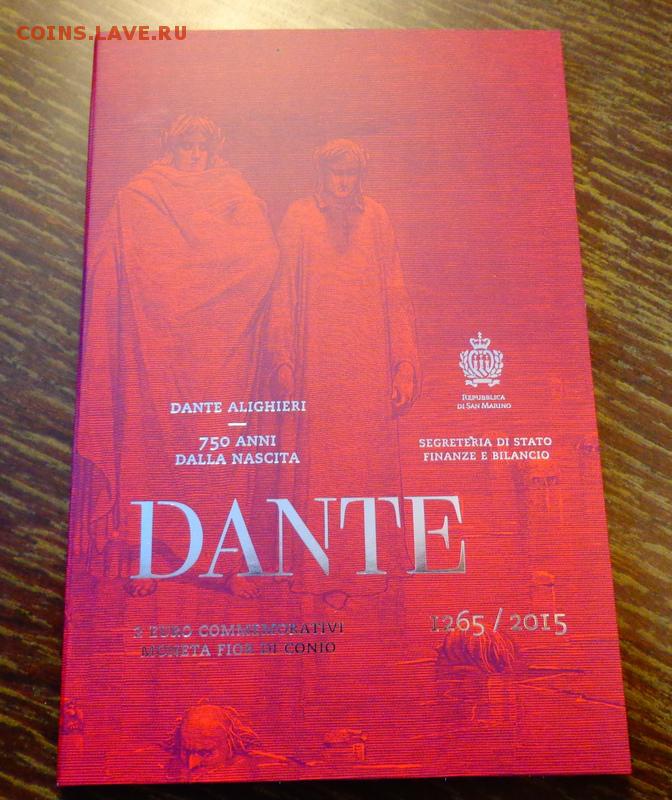 COINS.LAVE.RU
REPUBBLICA
DI SAN MARINO
DANTE ALIGHIERI
750 ANNI
DALLA NASCITA
SEGRETERIA DI STATO
FINANZE E BILANCIO
DANTE
2 EURO COMMEMORATIVI
MONETA FIOR DI CONIO
1265 / 2015